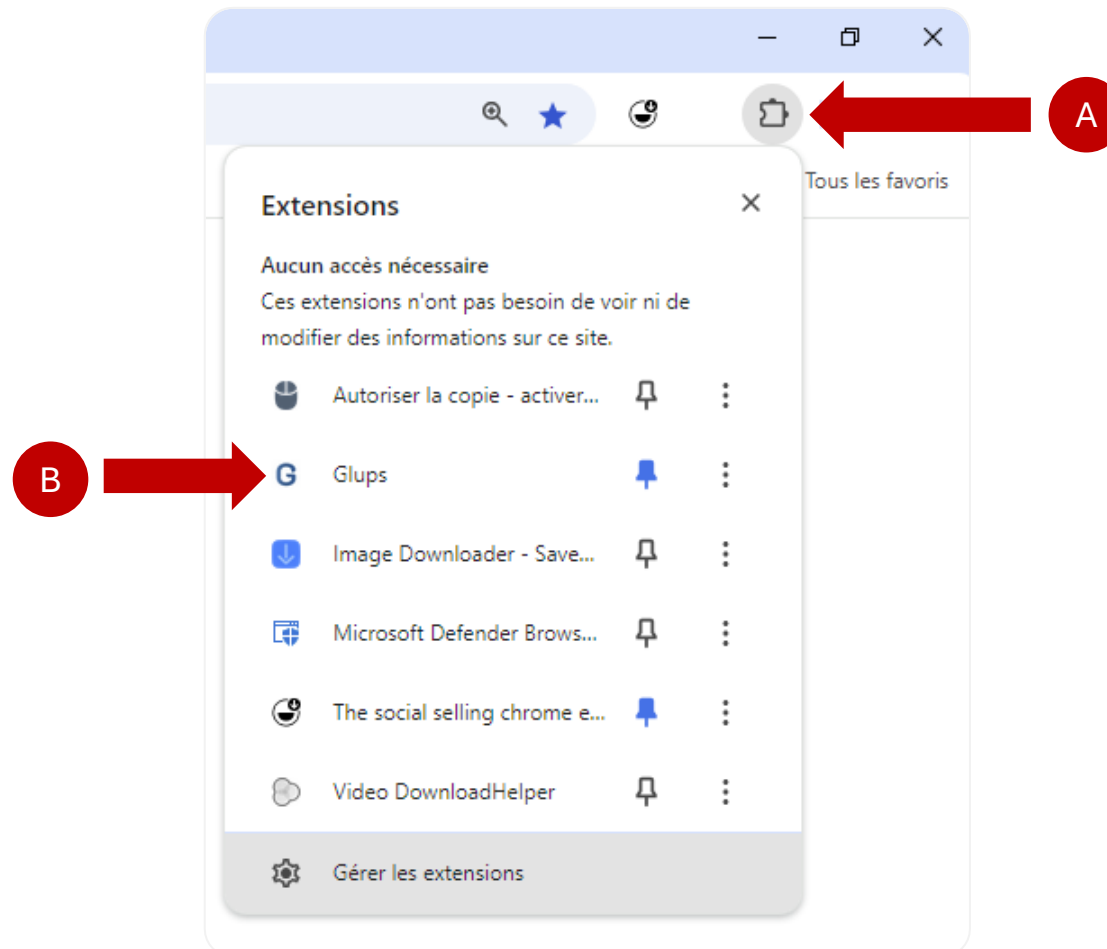 A
Tous les favoris
Extensions
Aucun accès nécessaire
Ces extensions n'ont pas besoin de voir ni de
modifier des informations sur ce site.
Autoriser la copie - activer...
B
G Glups
Image Downloader - Save...
Microsoft Defender Brows...
The social selling chrome e...
Video DownloadHelper
Gérer les extensions